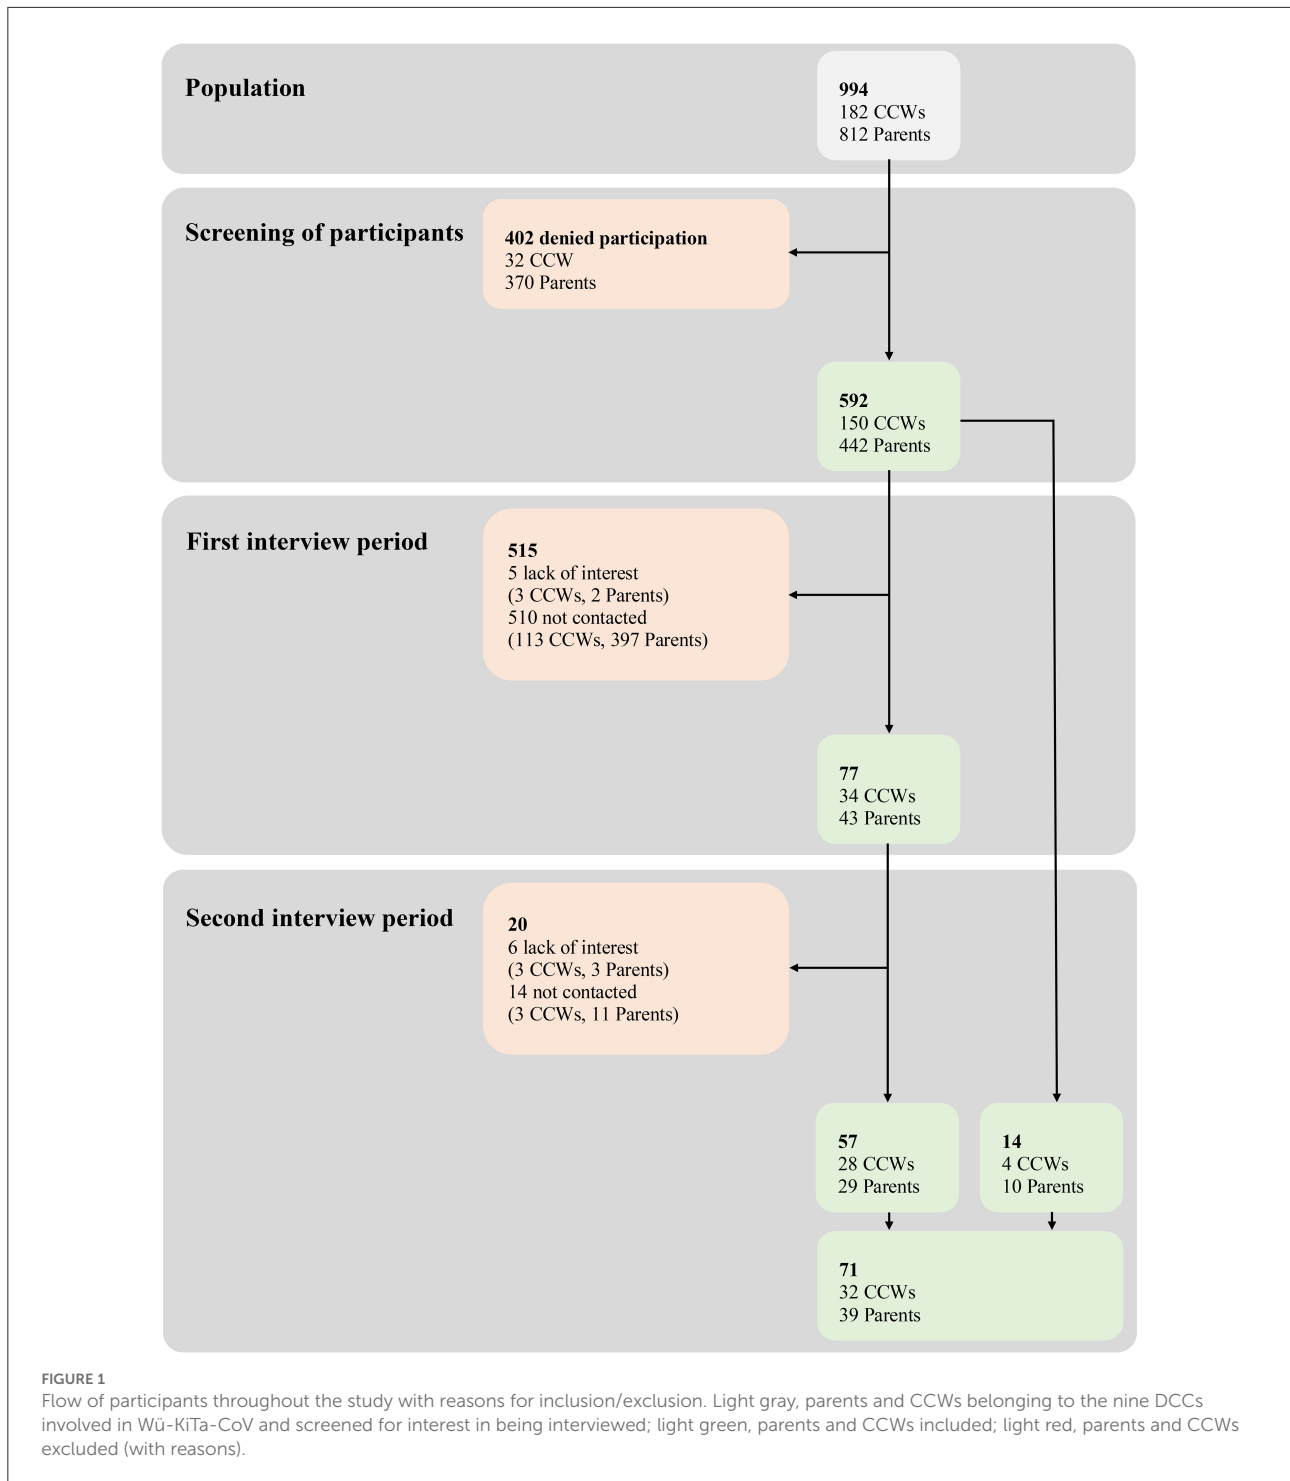 Population
994
182 CCWs
812 Parents
Screening of participants
402 denied participation
32 CCW
370 Parents
592
150 CCWs
442 Parents
First interview period
515
5 lack of interest
(3 CCWs, 2 Parents)
510 not contacted
(113 CCWs, 397 Parents)
77
34 CCWs
43 Parents
Second interview period
20
6 lack of interest
(3 CCWs, 3 Parents)
14 not contacted
(3 CCWs, 11 Parents)
57
28 CCWs
29 Parents
14
4 CCWs
10 Parents
71
32 CCWs
39 Parents
FIGURE 1
Flow of participants throughout the study with reasons for inclusion/exclusion. Light gray, parents and CCWs belonging to the nine DCCs
involved in Wü-KiTa-CoV and screened for interest in being interviewed; light green, parents and CCWs included; light red, parents and CCWs
excluded (with reasons).